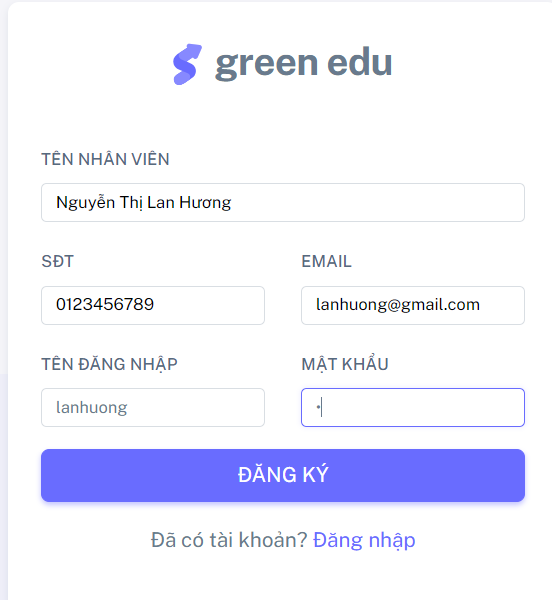 green edu
TÊN NHÂN VIÊN
Nguyễn Thị Lan Hương
SĐT EMAIL
0123456789 lanhuong@gmail.com
TÊN ĐĂNG NHẬP MẬT KHẨU
lanhuong •
ĐĂNG KÝ
Đã có tài khoản? Đăng nhập